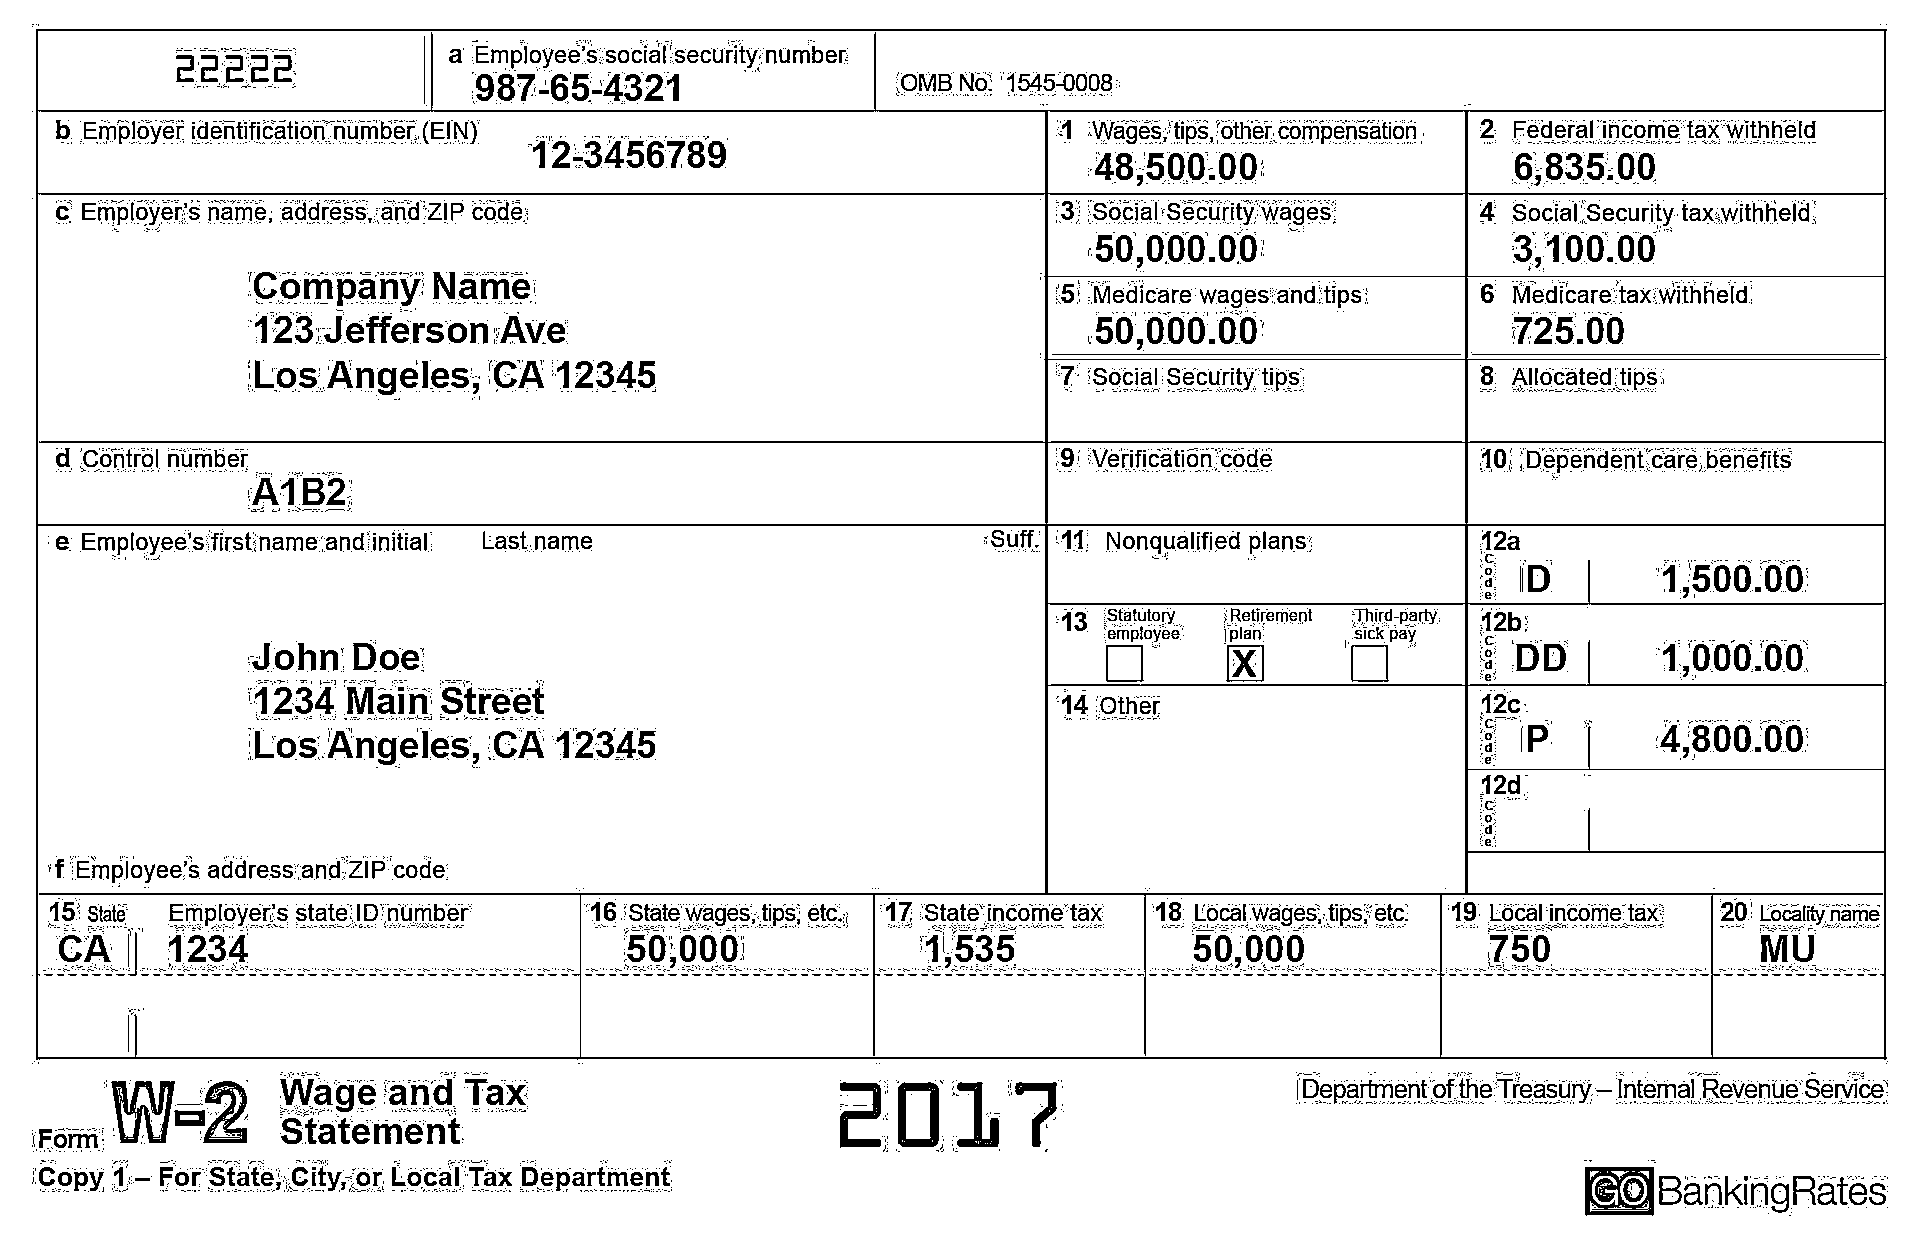 22222
a Employee's social security number
987-65-4321
OMB No. 1545-0008
b Employer identification number (EIN)
12-3456789
1 Wages, tips, other compensation
48,500.00
2 Federal income tax withheld
6,835.00
c Employer's name, address, and ZIP code
Company Name
123 Jefferson Ave
Los Angeles, CA 12345
3 Social Security wages
50,000.00
4 Social Security tax withheld
3,100.00
5 Medicare wages and tips
50,000.00
6 Medicare tax withheld
725.00
7 Social Security tips
8 Allocated tips
d Control number
A1B2
9 Verification code
10 Dependent care benefits
e Employee's first name and initial Last name Suff.
John Doe
1234 Main Street
Los Angeles, CA 12345
f Employee's address and ZIP code
11 Nonqualified plans
12a
Code D 1,500.00
13 Statutory employee Retirement plan Third-party sick pay
X
12b
Code DD 1,000.00
14 Other
12c
Code P 4,800.00
12d
Code
15 State Employer's state ID number 16 State wages, tips, etc. 17 State income tax 18 Local wages, tips, etc. 19 Local income tax 20 Locality name
CA 1234 50,000 1,535 50,000 750 MU
Form W-2 Wage and Tax
Statement
2017
Department of the Treasury – Internal Revenue Service
Copy 1 – For State, City, or Local Tax Department
GOBankingRates